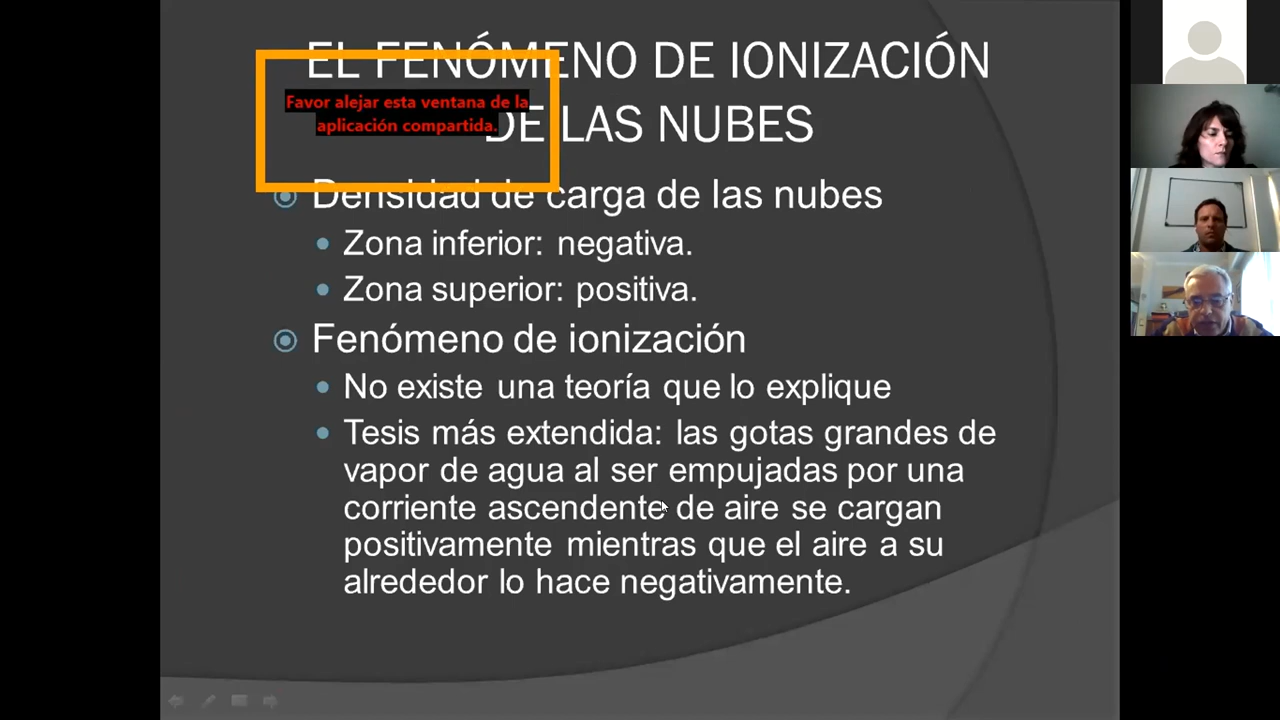 EL FENÓMENO DE IONIZACIÓN
DE LAS NUBES
Favor alejar esta ventana de la
aplicación compartida.
Densidad de carga de las nubes
Zona inferior: negativa.
Zona superior: positiva.
Fenómeno de ionización
No existe una teoría que lo explique
Tesis más extendida: las gotas grandes de
vapor de agua al ser empujadas por una
corriente ascendente de aire se cargan
positivamente mientras que el aire a su
alrededor lo hace negativamente.